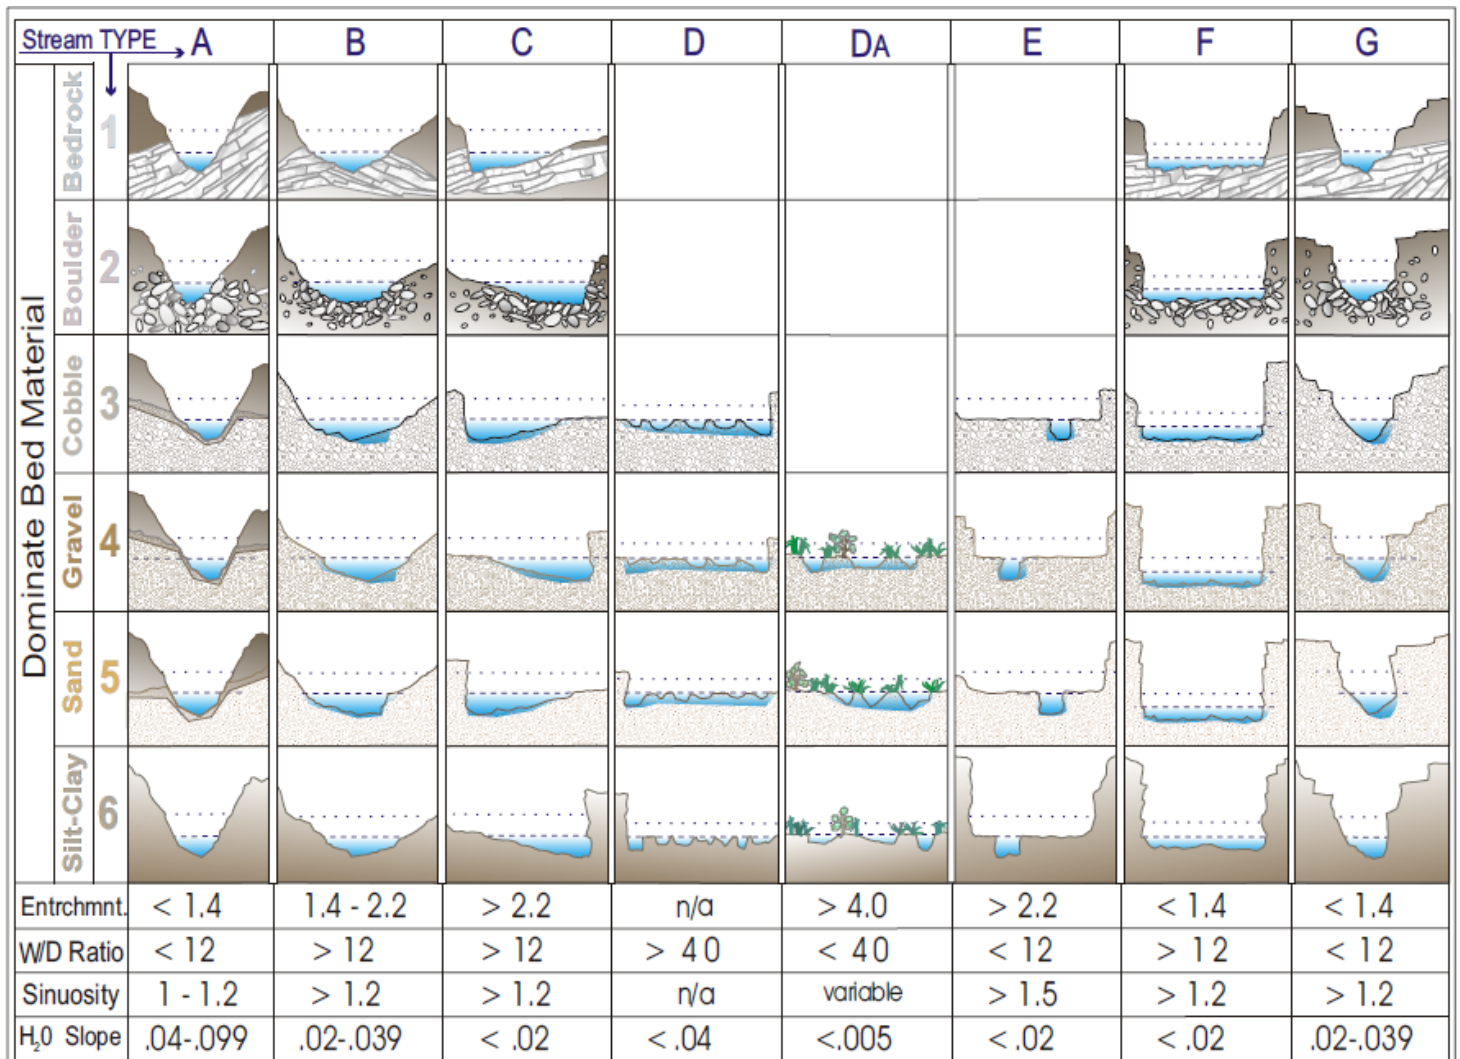 Stream TYPE A B C D DA E F G
Dominate Bed Material
Bedrock 1
Boulder 2
Cobble 3
Gravel 4
Sand 5
Silt-Clay 6
Entrchmnt. < 1.4 1.4 - 2.2 > 2.2 n/a > 4.0 > 2.2 < 1.4 < 1.4
W/D Ratio < 12 > 12 > 12 > 40 < 40 < 12 > 12 < 12
Sinuosity 1 - 1.2 > 1.2 > 1.2 n/a variable > 1.5 > 1.2 > 1.2
H₂0 Slope .04-.099 .02-.039 < .02 < .04 <.005 < .02 < .02 .02-.039